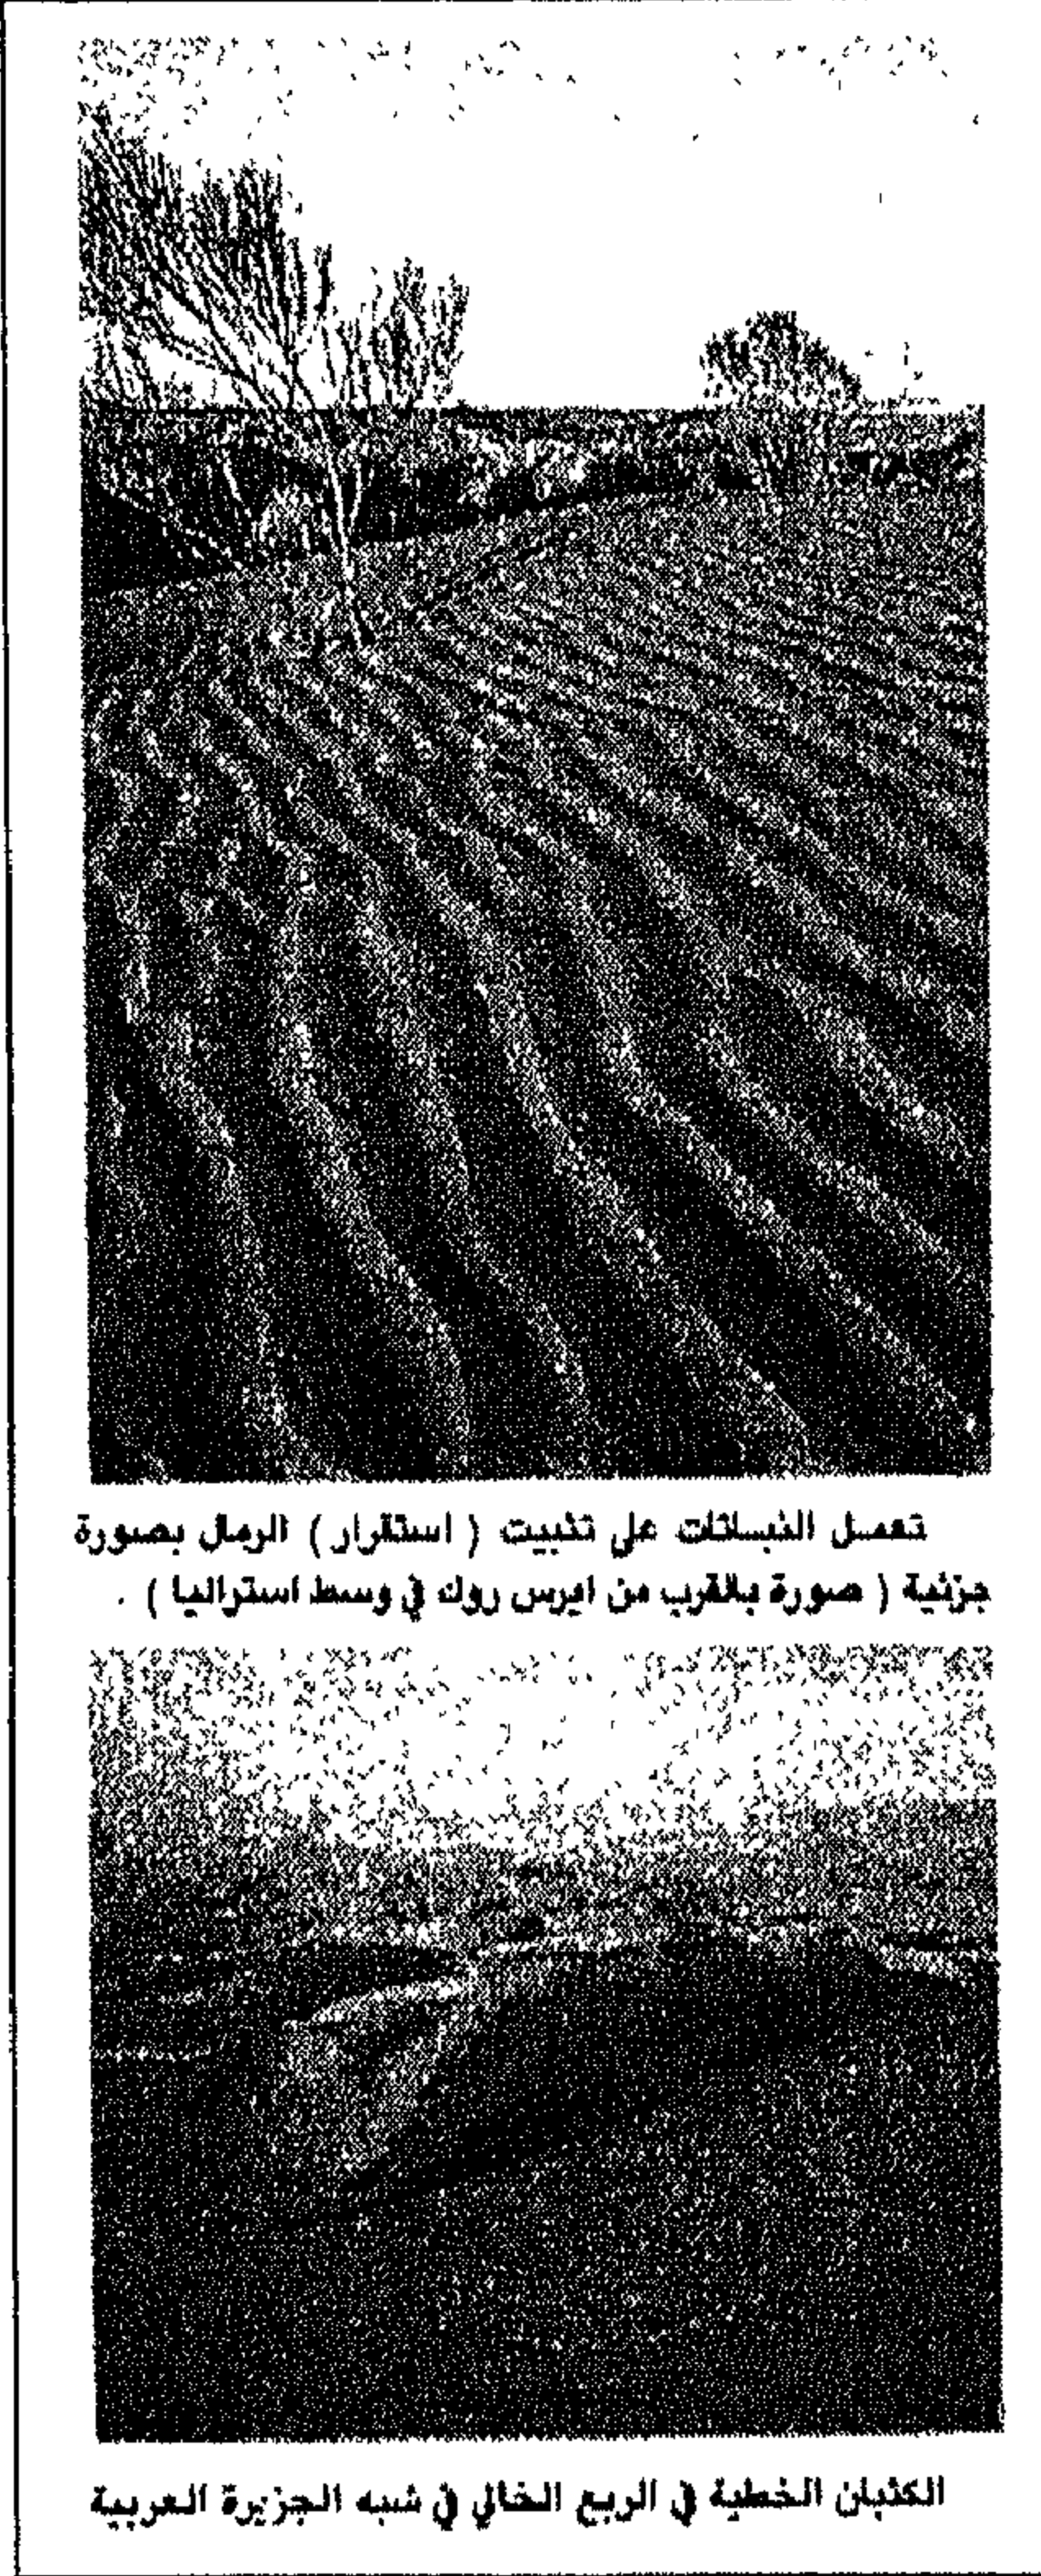 تعمل النباتات على تثبيت ( استقرار ) الرمال بصورة
جزئية ( صورة بالقرب من ايرس روك في وسط استراليا ) .
الكثبان الخطية في الربع الخالي في شبه الجزيرة العربية